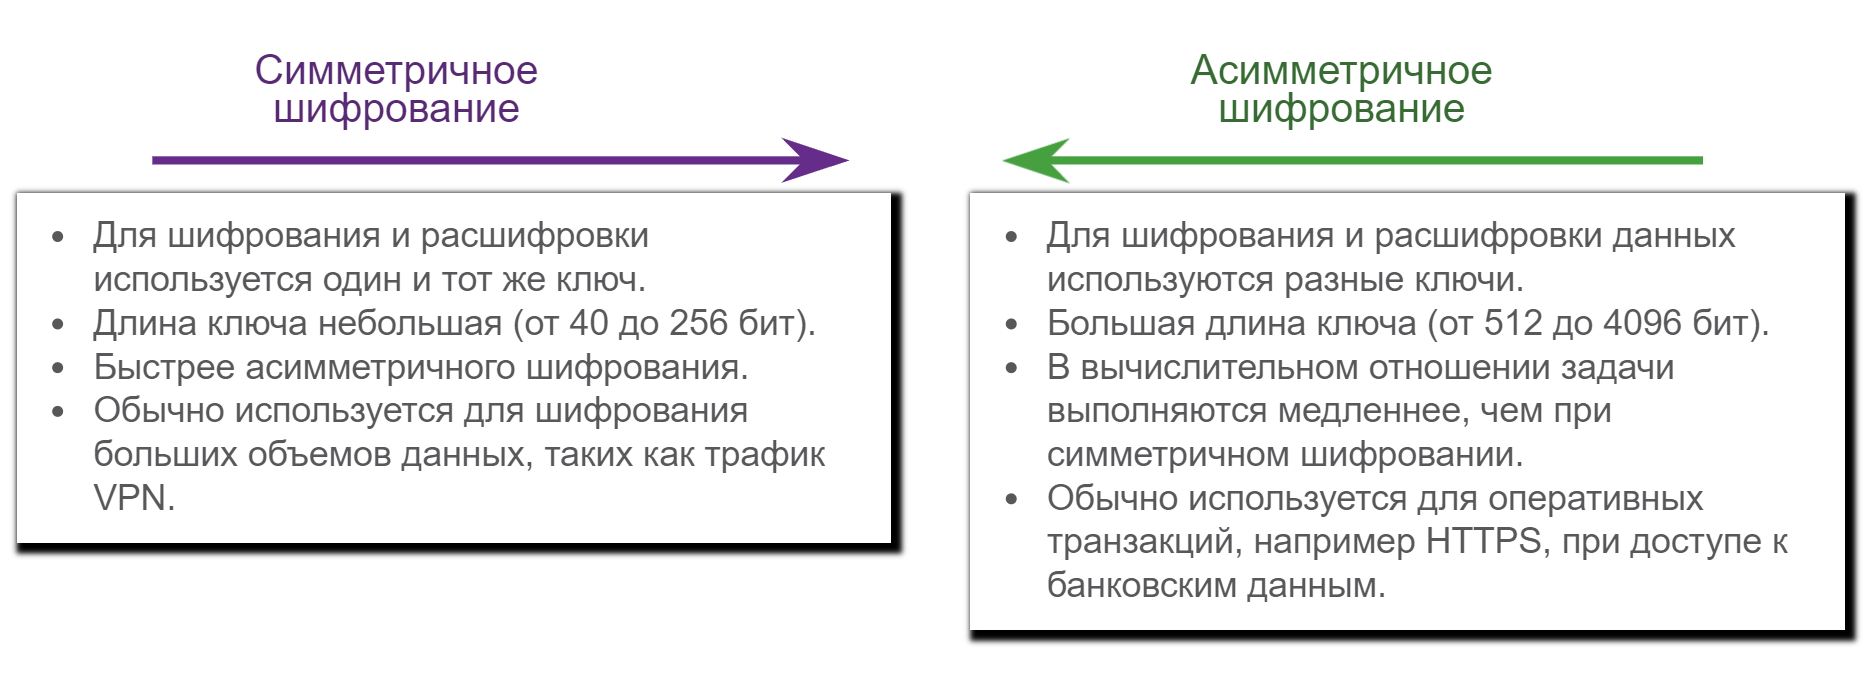 Симметричное
шифрование
• Для шифрования и расшифровки
используется один и тот же ключ.
• Длина ключа небольшая (от 40 до 256 бит).
• Быстрее асимметричного шифрования.
• Обычно используется для шифрования
больших объемов данных, таких как трафик
VPN.
Асимметричное
шифрование
• Для шифрования и расшифровки данных
используются разные ключи.
• Большая длина ключа (от 512 до 4096 бит).
• В вычислительном отношении задачи
выполняются медленнее, чем при
симметричном шифровании.
• Обычно используется для оперативных
транзакций, например HTTPS, при доступе к
банковским данным.